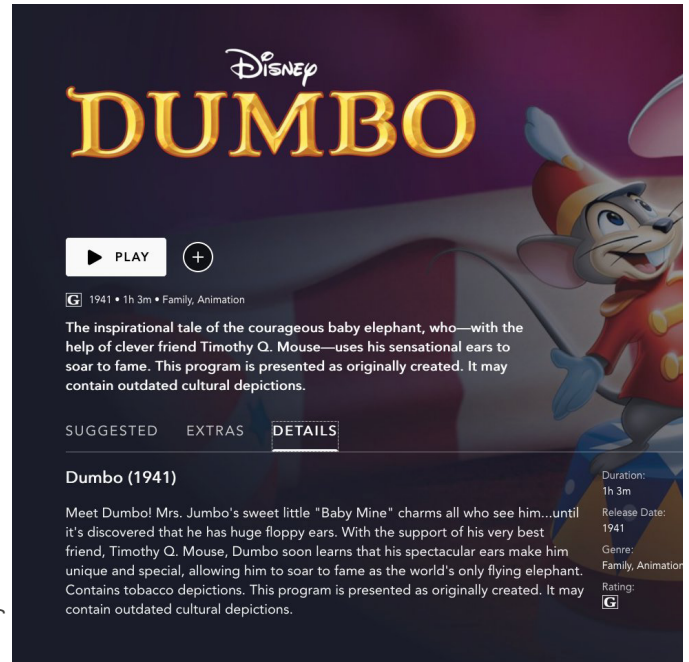 Disney
DUMBO
PLAY
G 1941 • 1h 3m • Family, Animation
The inspirational tale of the courageous baby elephant, who—with the
help of clever friend Timothy Q. Mouse—uses his sensational ears to
soar to fame. This program is presented as originally created. It may
contain outdated cultural depictions.
SUGGESTED EXTRAS DETAILS
Dumbo (1941)
Meet Dumbo! Mrs. Jumbo's sweet little "Baby Mine" charms all who see him...until
it's discovered that he has huge floppy ears. With the support of his very best
friend, Timothy Q. Mouse, Dumbo soon learns that his spectacular ears make him
unique and special, allowing him to soar to fame as the world's only flying elephant.
Contains tobacco depictions. This program is presented as originally created. It may
contain outdated cultural depictions.
Duration:
1h 3m
Release Date:
1941
Genre:
Family, Animation
Rating:
G